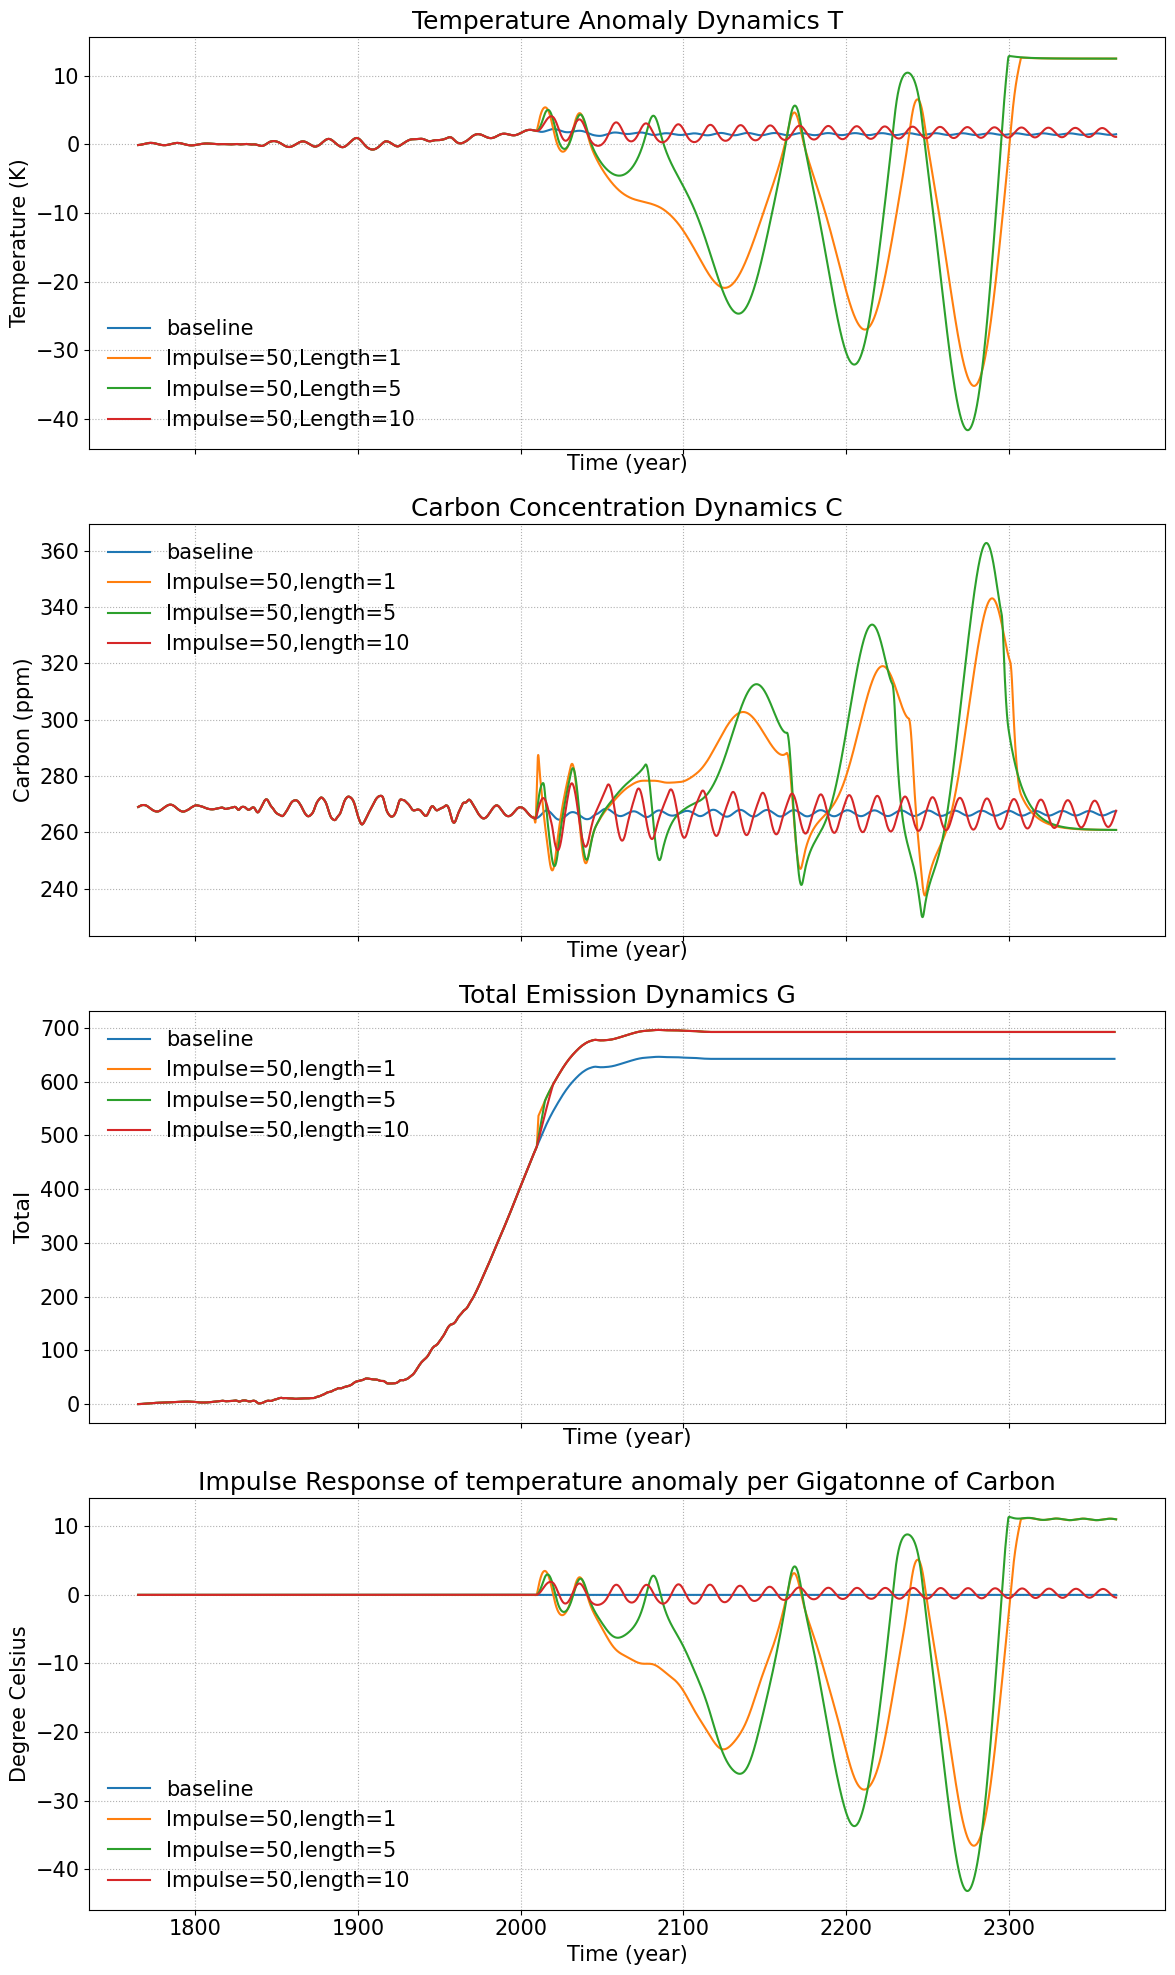 Temperature Anomaly Dynamics T
Temperature (K)
10
0
−10
−20
−30
−40
baseline
Impulse=50,Length=1
Impulse=50,Length=5
Impulse=50,Length=10
Time (year)
Carbon Concentration Dynamics C
Carbon (ppm)
360
340
320
300
280
260
240
baseline
Impulse=50,length=1
Impulse=50,length=5
Impulse=50,length=10
Time (year)
Total Emission Dynamics G
Total
700
600
500
400
300
200
100
0
baseline
Impulse=50,length=1
Impulse=50,length=5
Impulse=50,length=10
Time (year)
Impulse Response of temperature anomaly per Gigatonne of Carbon
Degree Celsius
10
0
−10
−20
−30
−40
baseline
Impulse=50,length=1
Impulse=50,length=5
Impulse=50,length=10
1800 1900 2000 2100 2200 2300
Time (year)